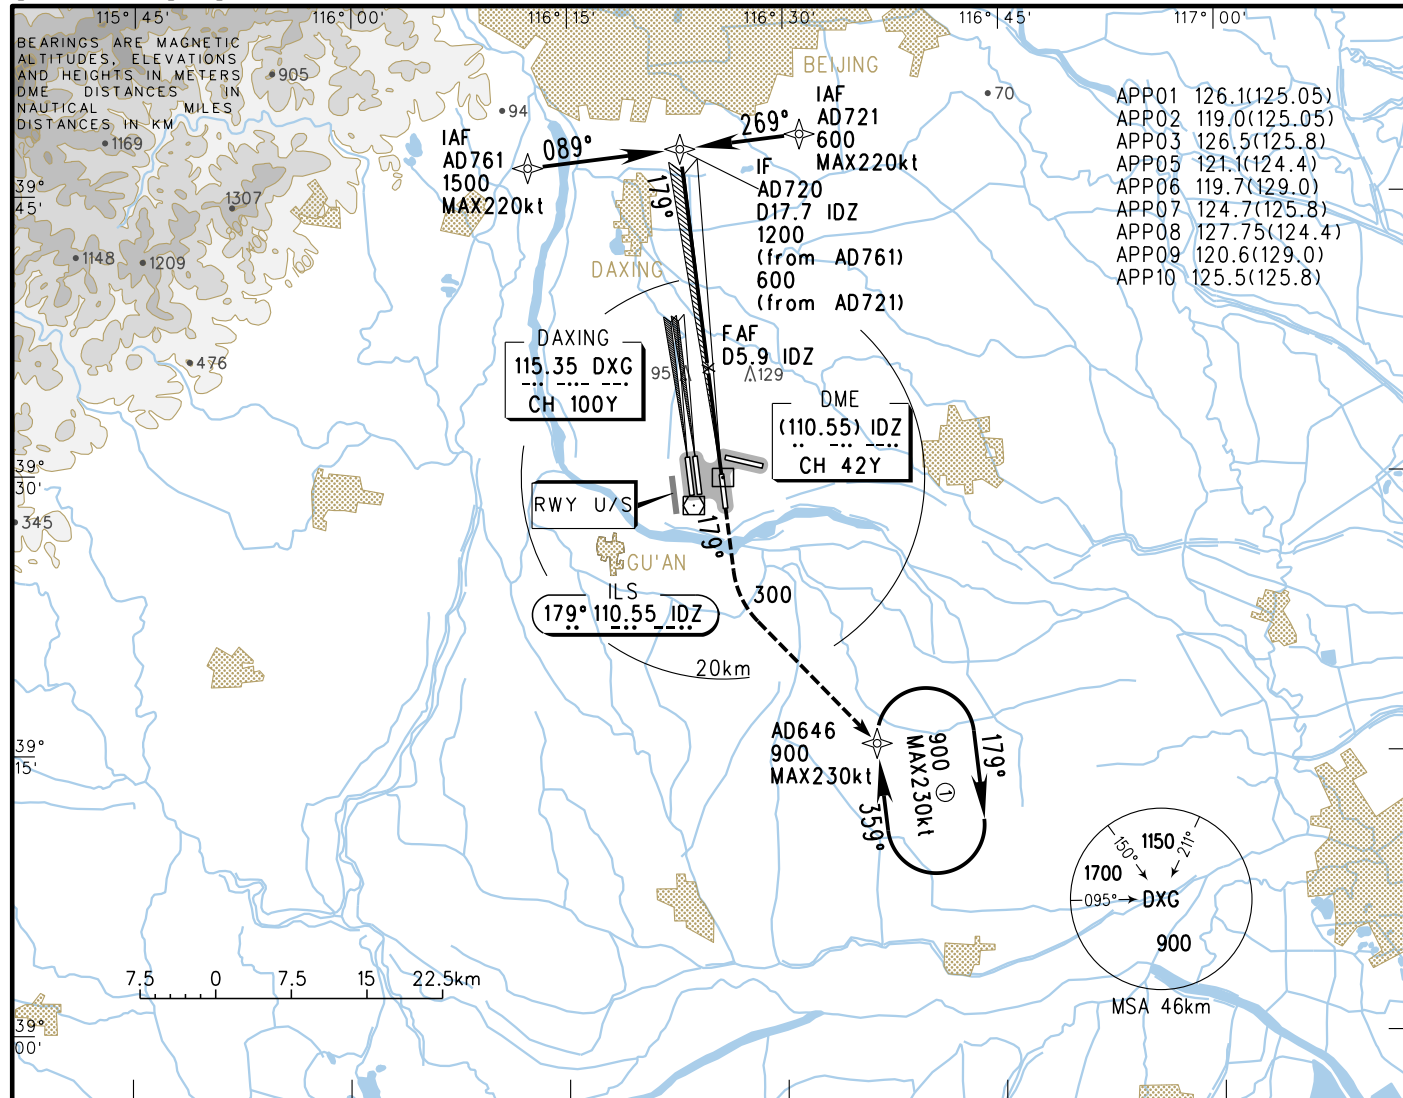 115°45'
116°00'
116°15'
116°30'
116°45'
117°00'
BEARINGS ARE MAGNETIC
ALTITUDES, ELEVATIONS
AND HEIGHTS IN METERS
DME DISTANCES IN
NAUTICAL MILES
DISTANCES IN KM
905
94
70
1169
1307
1148
1209
800
400
100
476
345
BEIJING
IAF
AD761
1500
MAX220kt
089°
269°
IAF
AD721
600
MAX220kt
IF
AD720
D17.7 IDZ
1200
(from AD761)
600
(from AD721)
179°
APP01 126.1(125.05)
APP02 119.0(125.05)
APP03 126.5(125.8)
APP05 121.1(124.4)
APP06 119.7(129.0)
APP07 124.7(125.8)
APP08 127.75(124.4)
APP09 120.6(129.0)
APP10 125.5(125.8)
39°
45'
DAXING
DAXING
115.35 DXG
CH 100Y
FAF
D5.9 IDZ
95
129
DME
(110.55) IDZ
CH 42Y
39°
30'
RWY U/S
179°
GU'AN
ILS
179° 110.55 IDZ
300
20km
AD646
900
MAX230kt
900 ①
MAX230kt
179°
359°
39°
15'
1150
150°
211°
1700
095°
DXG
900
MSA 46km
7.5 0 7.5 15 22.5km
39°
00'